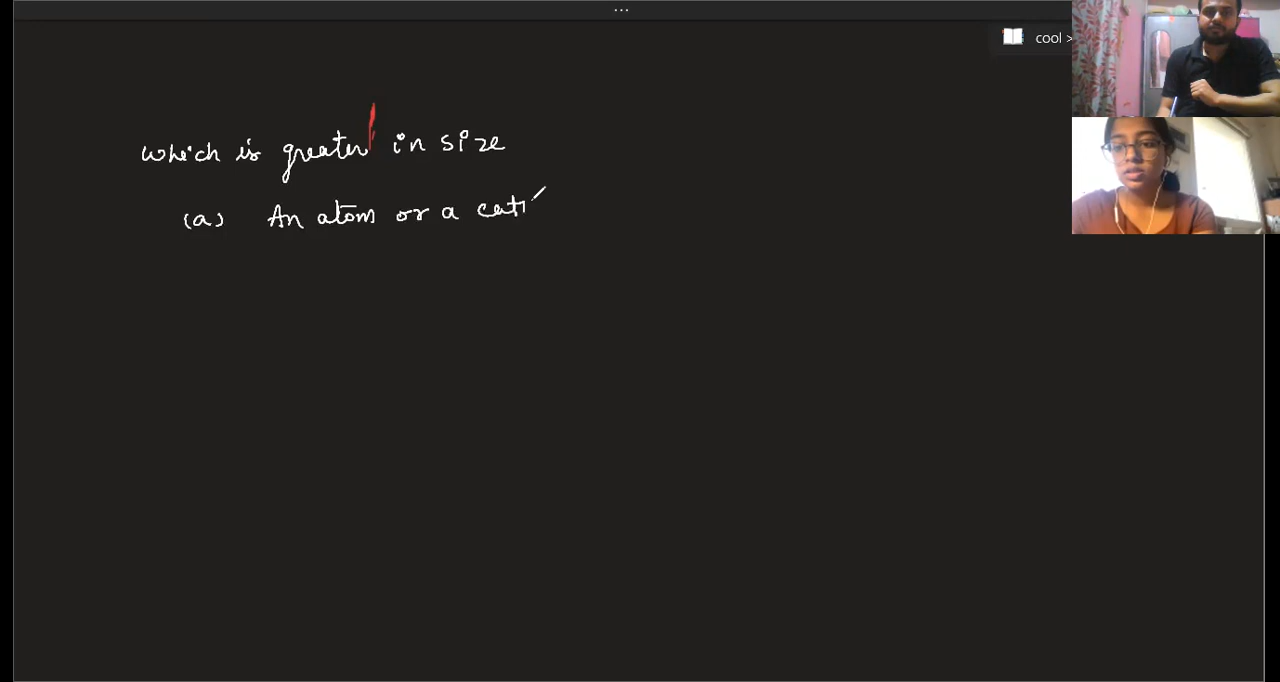 cool >
which is greater in size
(a) An atom or a cati